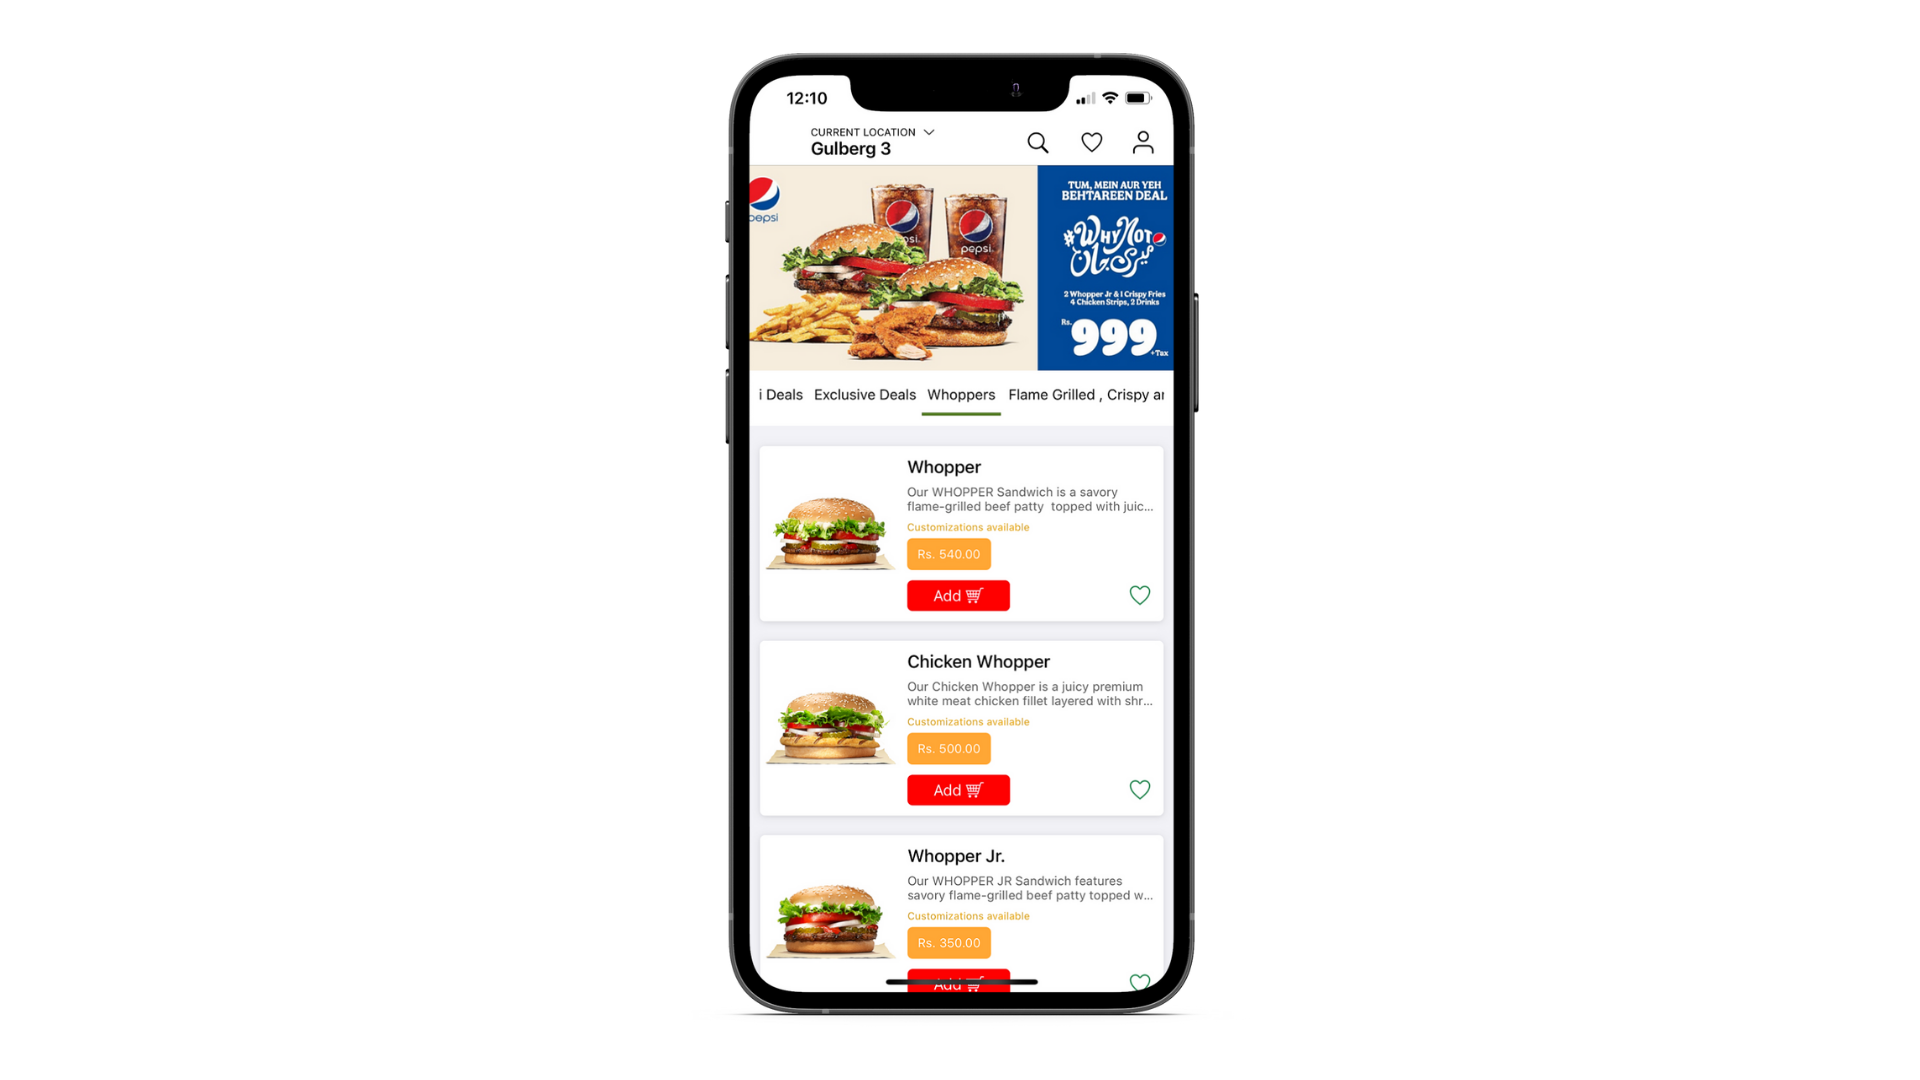 12:10
CURRENT LOCATION
Gulberg 3
pepsi
pepsi.
TUM, MEIN AUR YEH
BEHTAREEN DEAL
#WHY NOT
میری جان
2 Whopper Jr & 1 Crispy Fries
4 Chicken Strips, 2 Drinks
Rs.
999
+Tax
i Deals Exclusive Deals Whoppers Flame Grilled , Crispy ar
Whopper
Our WHOPPER Sandwich is a savory
flame-grilled beef patty topped with juic...
Customizations available
Rs. 540.00
Add
Chicken Whopper
Our Chicken Whopper is a juicy premium
white meat chicken fillet layered with shr...
Customizations available
Rs. 500.00
Add
Whopper Jr.
Our WHOPPER JR Sandwich features
savory flame-grilled beef patty topped w...
Customizations available
Rs. 350.00
Add